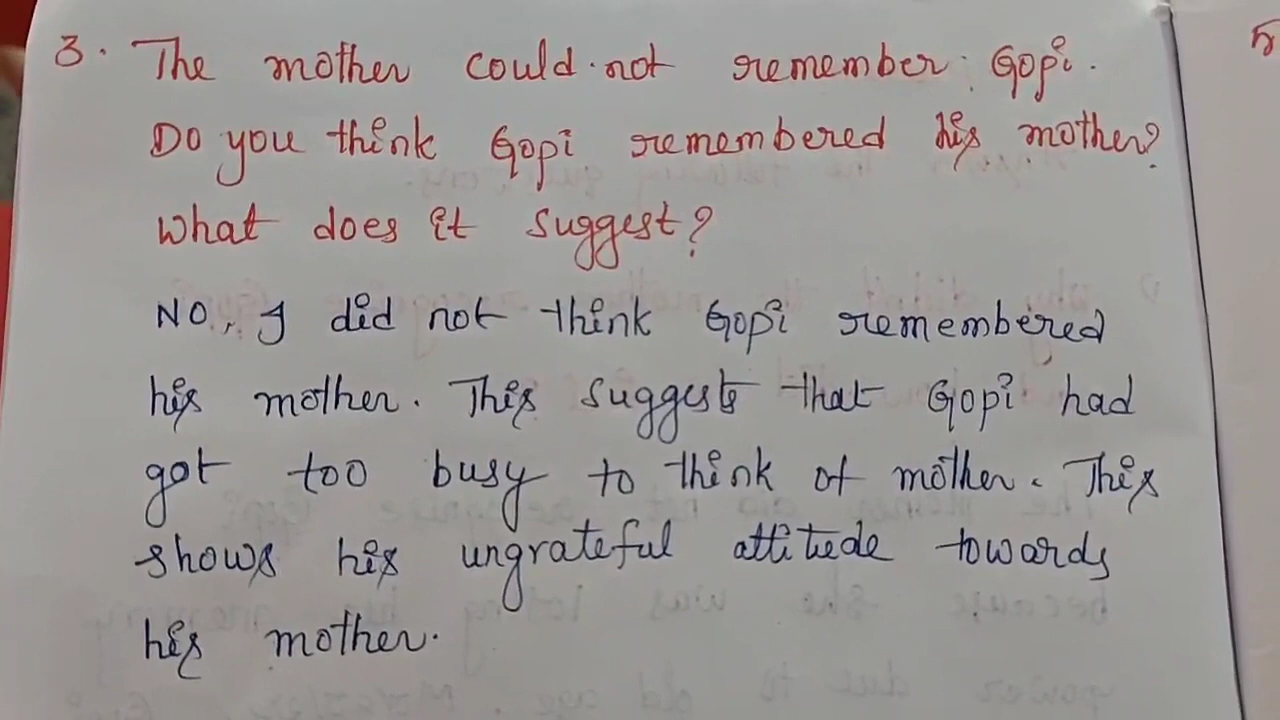 3. The mother could not remember Gopi.
Do you think Gopi remembered his mother?
What does it suggest?
NO, I did not think Gopi remembered
his mother. This suggests that Gopi had
got too busy to think of mother. This
shows his ungrateful attitude towards
his mother.